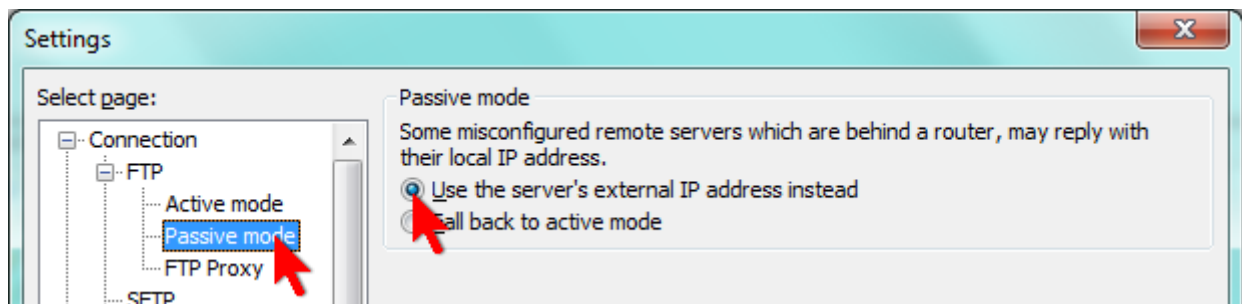 Settings
Select page:
Connection
FTP
Active mode
Passive mode
FTP Proxy
SFTP
Passive mode
Some misconfigured remote servers which are behind a router, may reply with
their local IP address.
Use the server's external IP address instead
Fall back to active mode